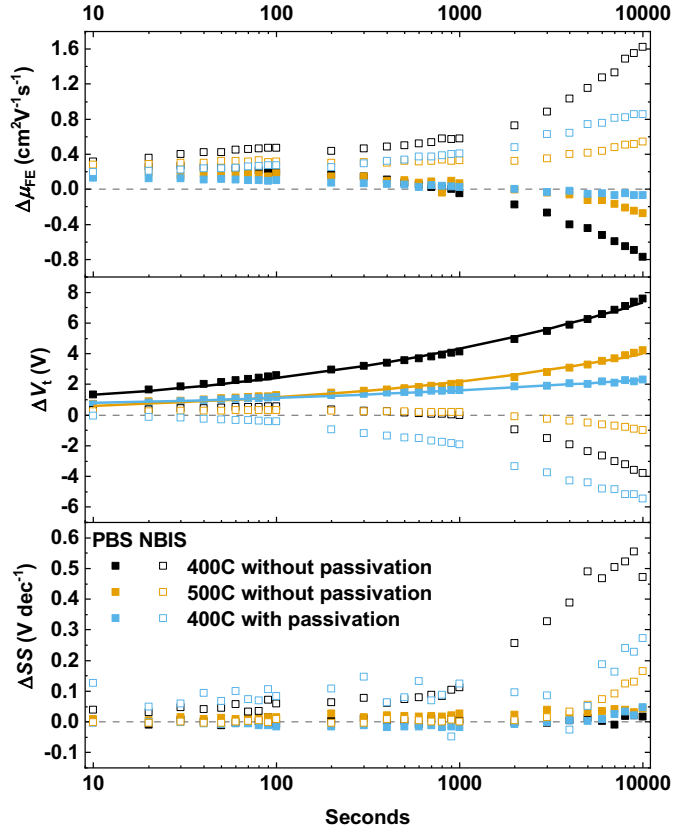 10 100 1000 10000
1.6
1.2
0.8
0.4
0.0
-0.4
-0.8
ΔμFE (cm²V⁻¹s⁻¹)
8
6
4
2
0
-2
-4
-6
ΔVt (V)
0.6
0.5
0.4
0.3
0.2
0.1
0.0
-0.1
ΔSS (V dec⁻¹)
PBS NBIS
400C without passivation
500C without passivation
400C with passivation
10 100 1000 10000
Seconds